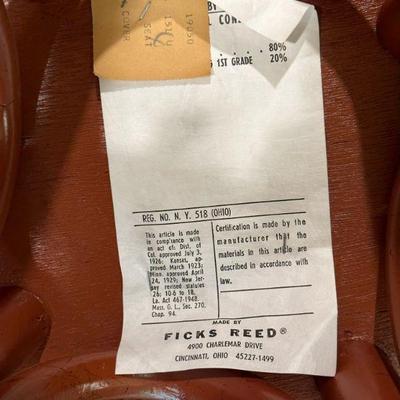 19050
151
SEAT
COVER
BY
L CON
. . . . 80%
G 1ST GRADE 20%
REG. NO. N. Y. 518 (OHIO)
This article is made
in compliance with
an act of: Dist. of
Col. approved July 3,
1926; Kansas, ap-
proved March 1923;
Minn. approved April
24, 1929; New Jer-
sey revised statutes
26: 10-6 to 18.
La. Act 467-1948.
Mass. G. L. Sec. 270,
Chap. 94.
Certification is made by the
manufacturer that the
materials in this article are
described in accordance with
law.
MADE BY
FICKS REED®
4900 CHARLEMAR DRIVE
CINCINNATI, OHIO 45227-1499